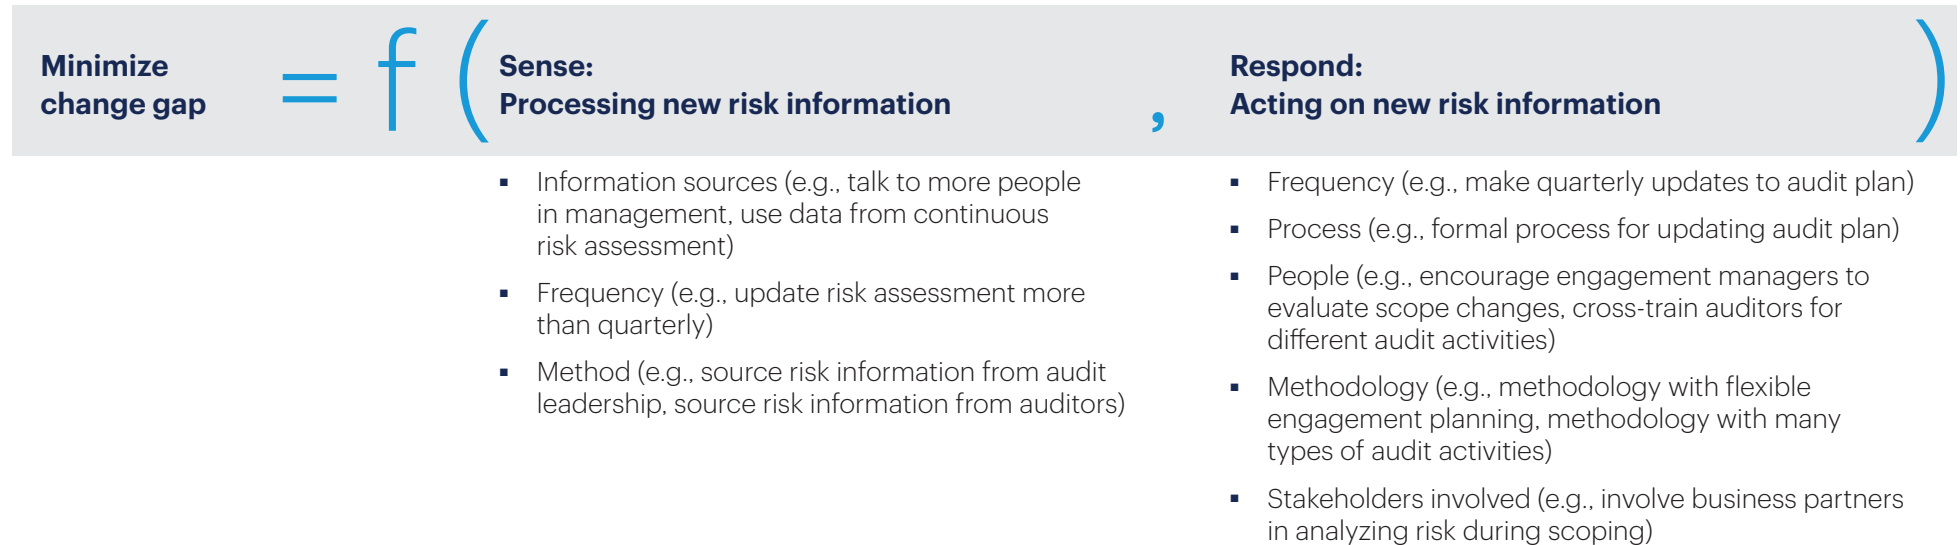 Minimize
change gap
= f (
Sense:
Processing new risk information
,
Respond:
Acting on new risk information
)
▪ Information sources (e.g., talk to more people
in management, use data from continuous
risk assessment)
▪ Frequency (e.g., update risk assessment more
than quarterly)
▪ Method (e.g., source risk information from audit
leadership, source risk information from auditors)
▪ Frequency (e.g., make quarterly updates to audit plan)
▪ Process (e.g., formal process for updating audit plan)
▪ People (e.g., encourage engagement managers to
evaluate scope changes, cross-train auditors for
different audit activities)
▪ Methodology (e.g., methodology with flexible
engagement planning, methodology with many
types of audit activities)
▪ Stakeholders involved (e.g., involve business partners
in analyzing risk during scoping)